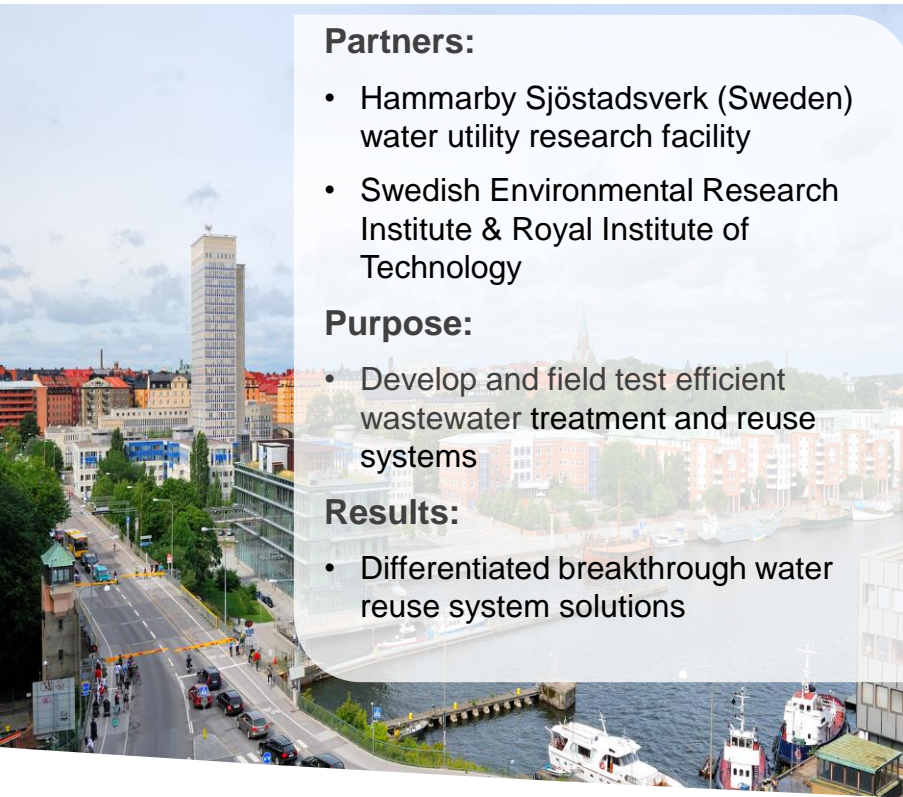 Partners:
• Hammarby Sjöstadsverk (Sweden)
water utility research facility
• Swedish Environmental Research
Institute & Royal Institute of
Technology
Purpose:
• Develop and field test efficient
wastewater treatment and reuse
systems
Results:
• Differentiated breakthrough water
reuse system solutions